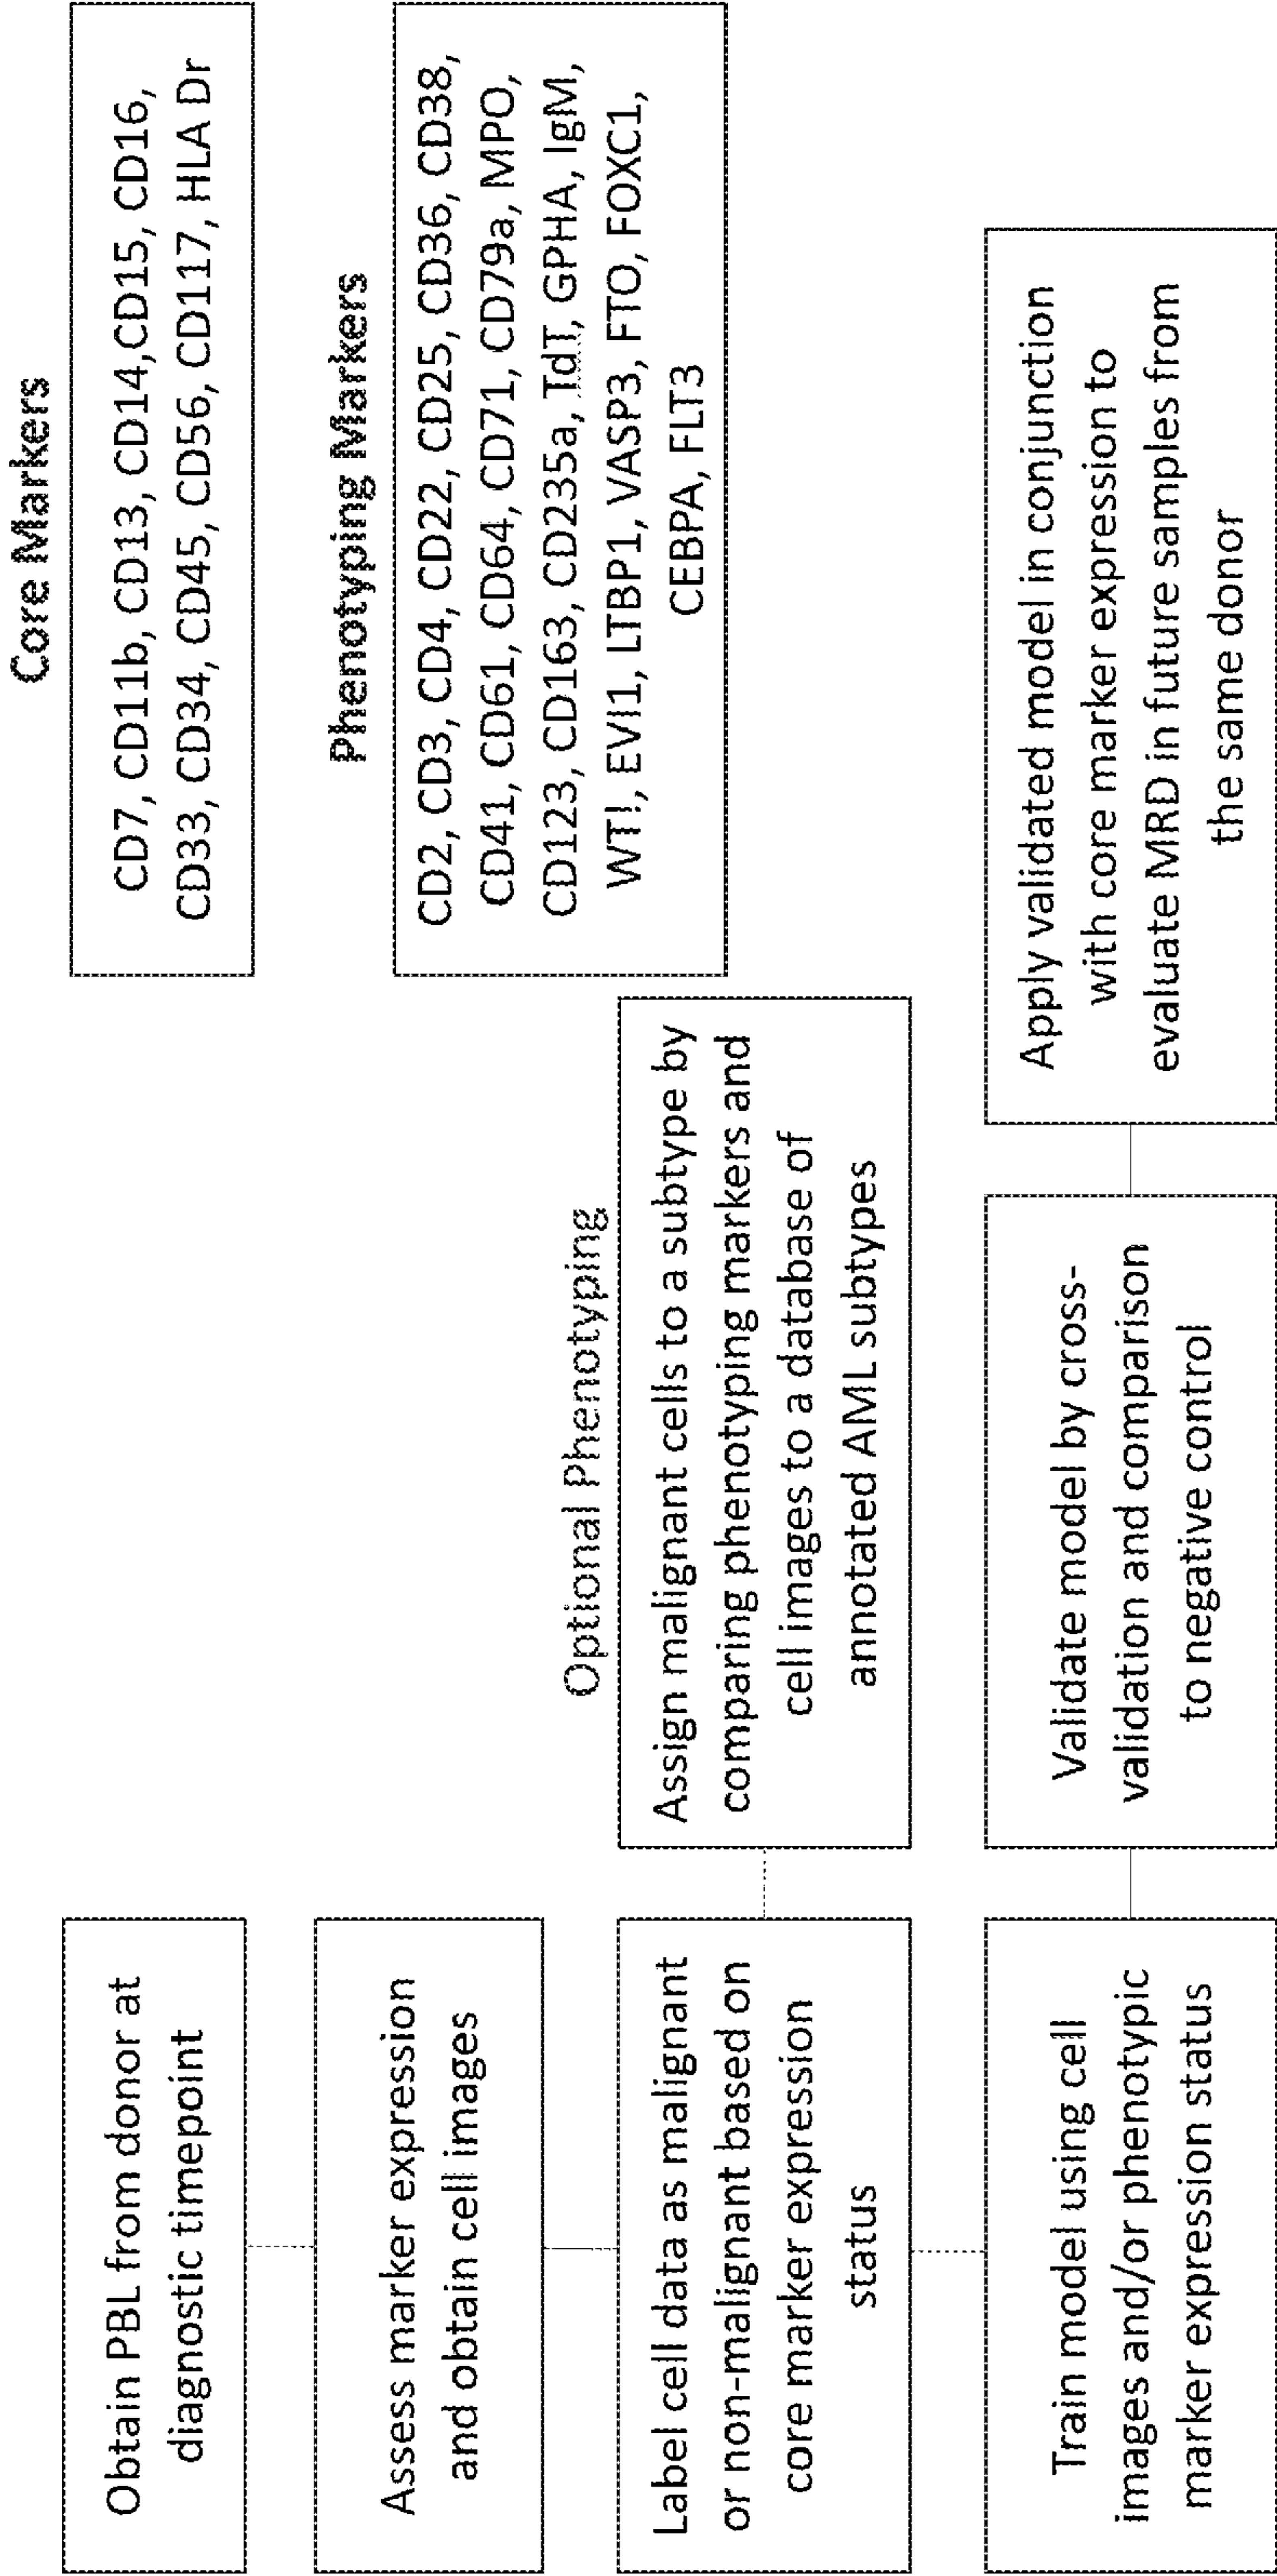 Obtain PBL from donor at
diagnostic timepoint
Assess marker expression
and obtain cell images
Label cell data as malignant
or non-malignant based on
core marker expression
status
Train model using cell
images and/or phenotypic
marker expression status
Optional Phenotyping
Assign malignant cells to a subtype by
comparing phenotyping markers and
cell images to a database of
annotated AML subtypes
Validate model by cross-
validation and comparison
to negative control
Apply validated model in conjunction
with core marker expression to
evaluate MRD in future samples from
the same donor
Core Markers
CD7, CD11b, CD13, CD14,CD15, CD16,
CD33, CD34, CD45, CD56, CD117, HLA Dr
Phenotyping Markers
CD2, CD3, CD4, CD22, CD25, CD36, CD38,
CD41, CD61, CD64, CD71, CD79a, MPO,
CD123, CD163, CD235a, TdT, GPHA, IgM,
WT!, EVI1, LTBP1, VASP3, FTO, FOXC1,
CEBPA, FLT3